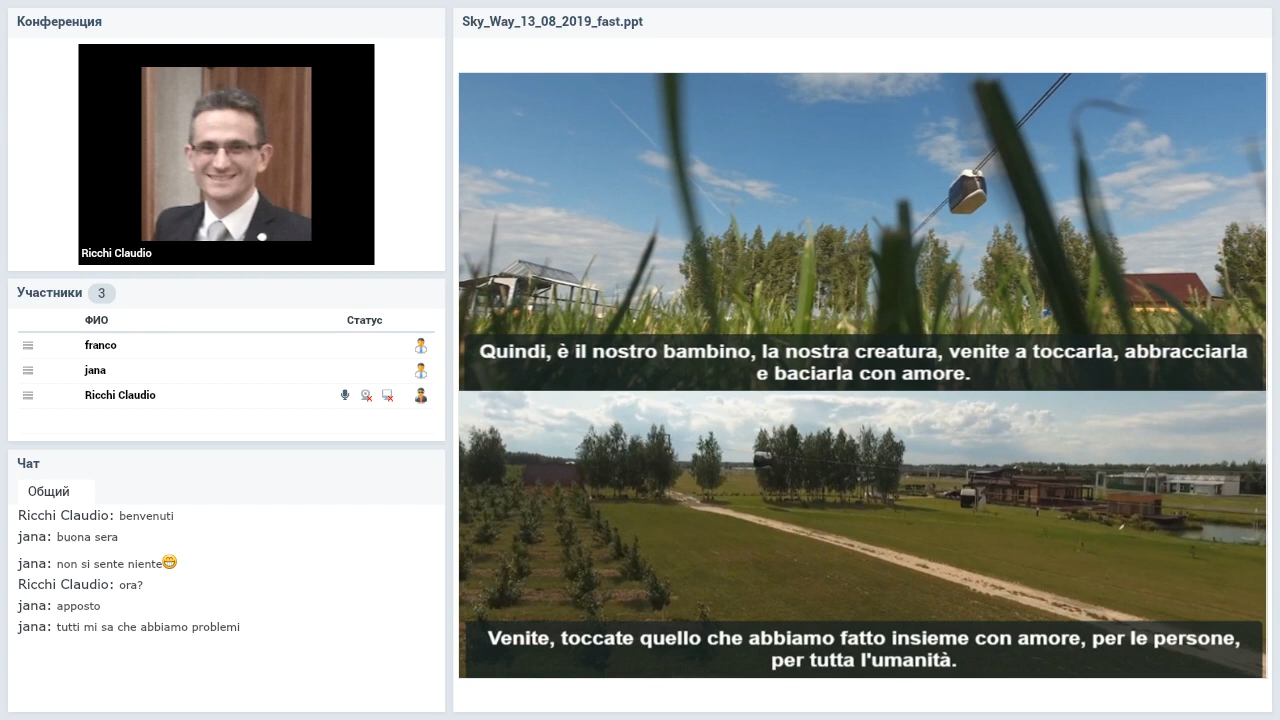 Конференция
Ricchi Claudio
Участники 3
ФИО Статус
franco
jana
Ricchi Claudio
Чат
Общий
Ricchi Claudio: benvenuti
jana: buona sera
jana: non si sente niente😁
Ricchi Claudio: ora?
jana: apposto
jana: tutti mi sa che abbiamo problemi
Sky_Way_13_08_2019_fast.ppt
Quindi, è il nostro bambino, la nostra creatura, venite a toccarla, abbracciarla
e baciarla con amore.
Venite, toccate quello che abbiamo fatto insieme con amore, per le persone,
per tutta l'umanità.